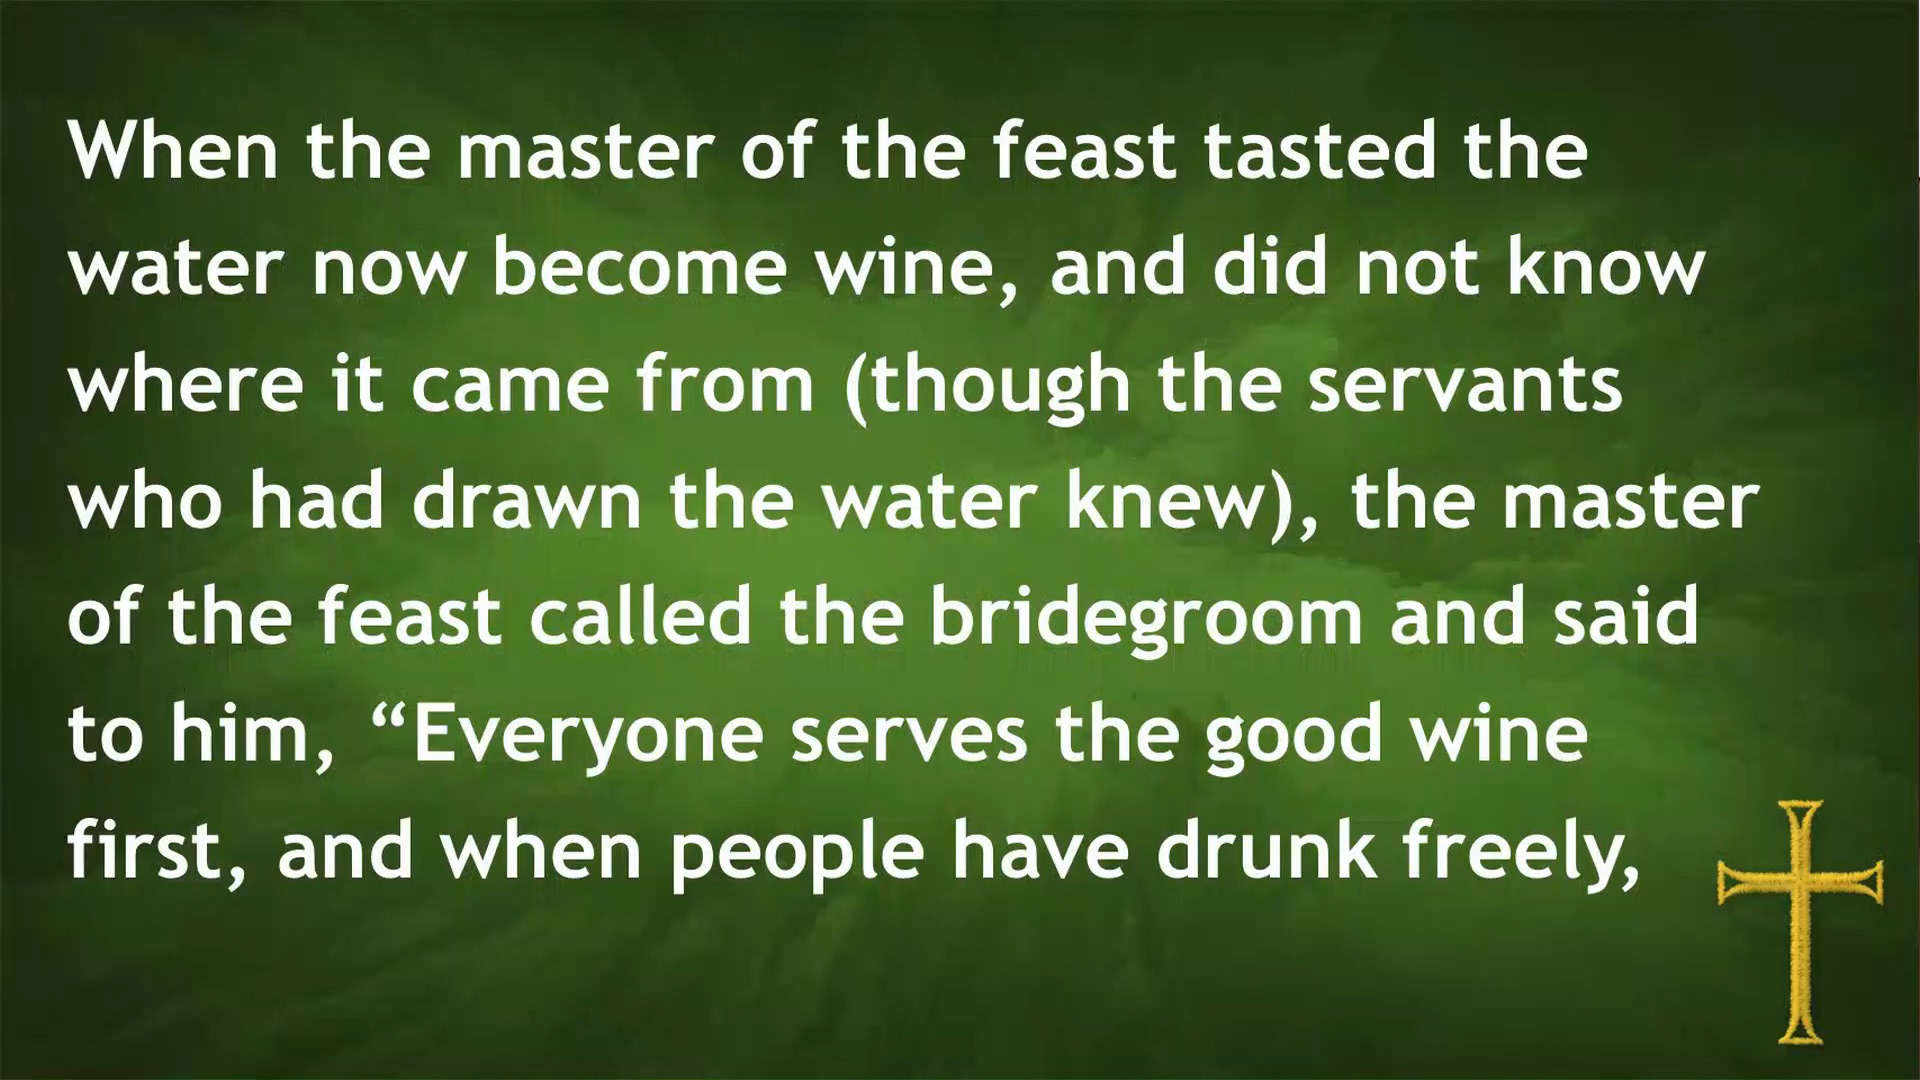 When the master of the feast tasted the
water now become wine, and did not know
where it came from (though the servants
who had drawn the water knew), the master
of the feast called the bridegroom and said
to him, “Everyone serves the good wine
first, and when people have drunk freely,